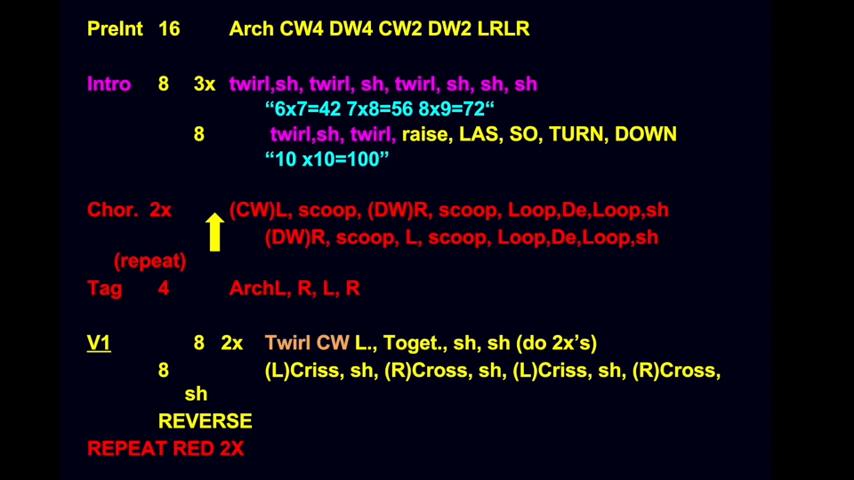 PreInt 16 Arch CW4 DW4 CW2 DW2 LRLR
Intro 8 3x twirl,sh, twirl, sh, twirl, sh, sh, sh
“6x7=42 7x8=56 8x9=72“
8 twirl,sh, twirl, raise, LAS, SO, TURN, DOWN
“10 x10=100”
Chor. 2x (CW)L, scoop, (DW)R, scoop, Loop,De,Loop,sh
(DW)R, scoop, L, scoop, Loop,De,Loop,sh
(repeat)
Tag 4 ArchL, R, L, R
V1 8 2x Twirl CW L., Toget., sh, sh (do 2x’s)
8 (L)Criss, sh, (R)Cross, sh, (L)Criss, sh, (R)Cross,
sh
REVERSE
REPEAT RED 2X